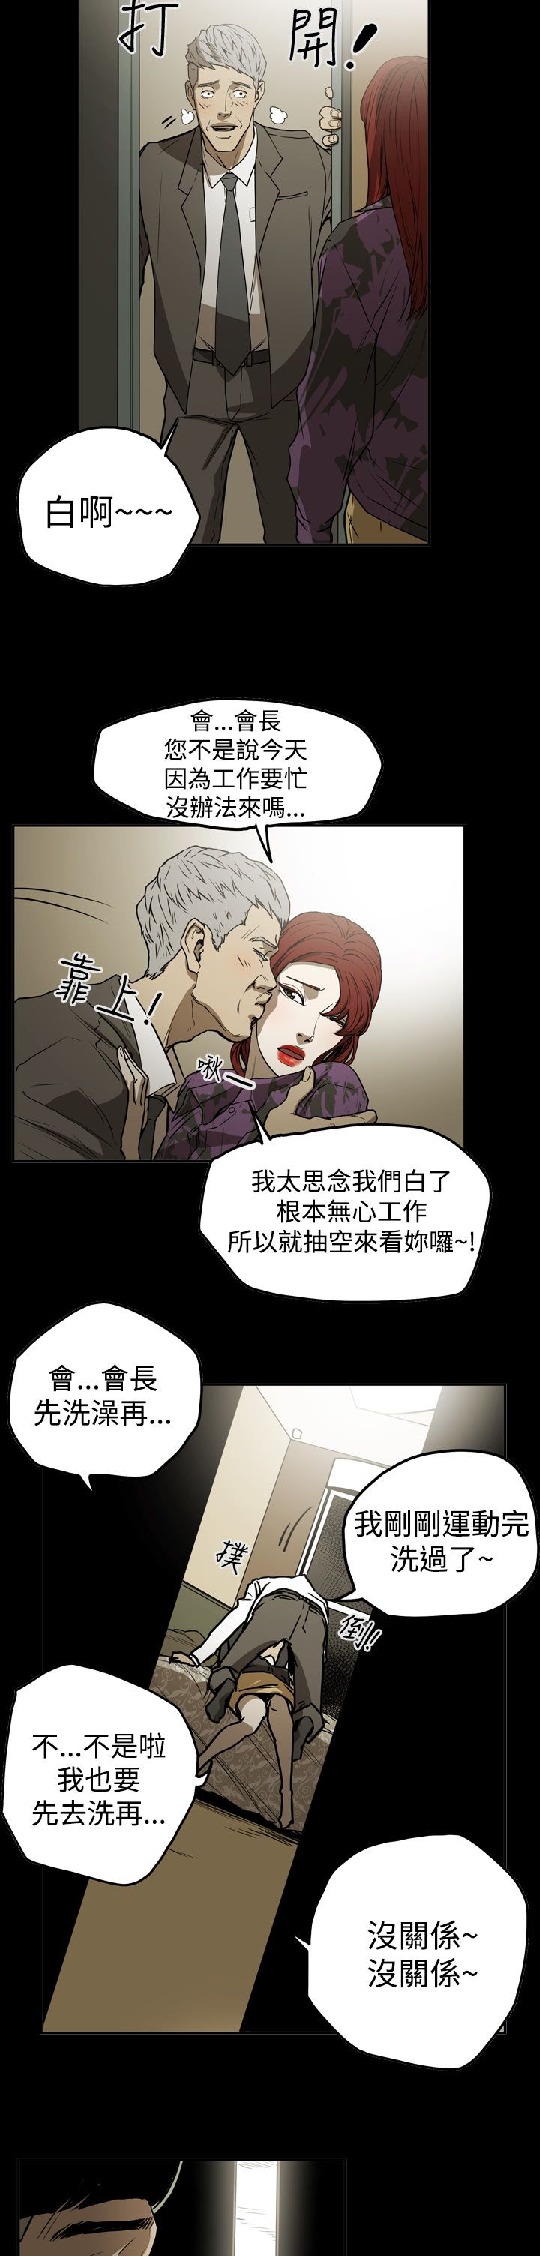 打開!
白啊~~~
會...會長
您不是說今天
因為工作要忙
沒辦法來嗎...
靠上!
啾—
我太思念我們白了
根本無心工作
所以就抽空來看妳囉~!
會...會長
先洗澡再...
我剛剛運動完
洗過了~
撲
倒!!
不...不是啦
我也要
先去洗再...
沒關係~
沒關係~